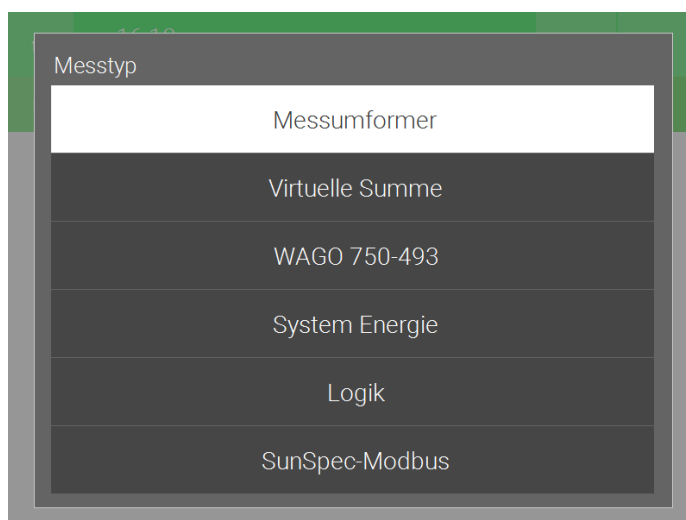 Messtyp
Messumformer
Virtuelle Summe
WAGO 750-493
System Energie
Logik
SunSpec-Modbus